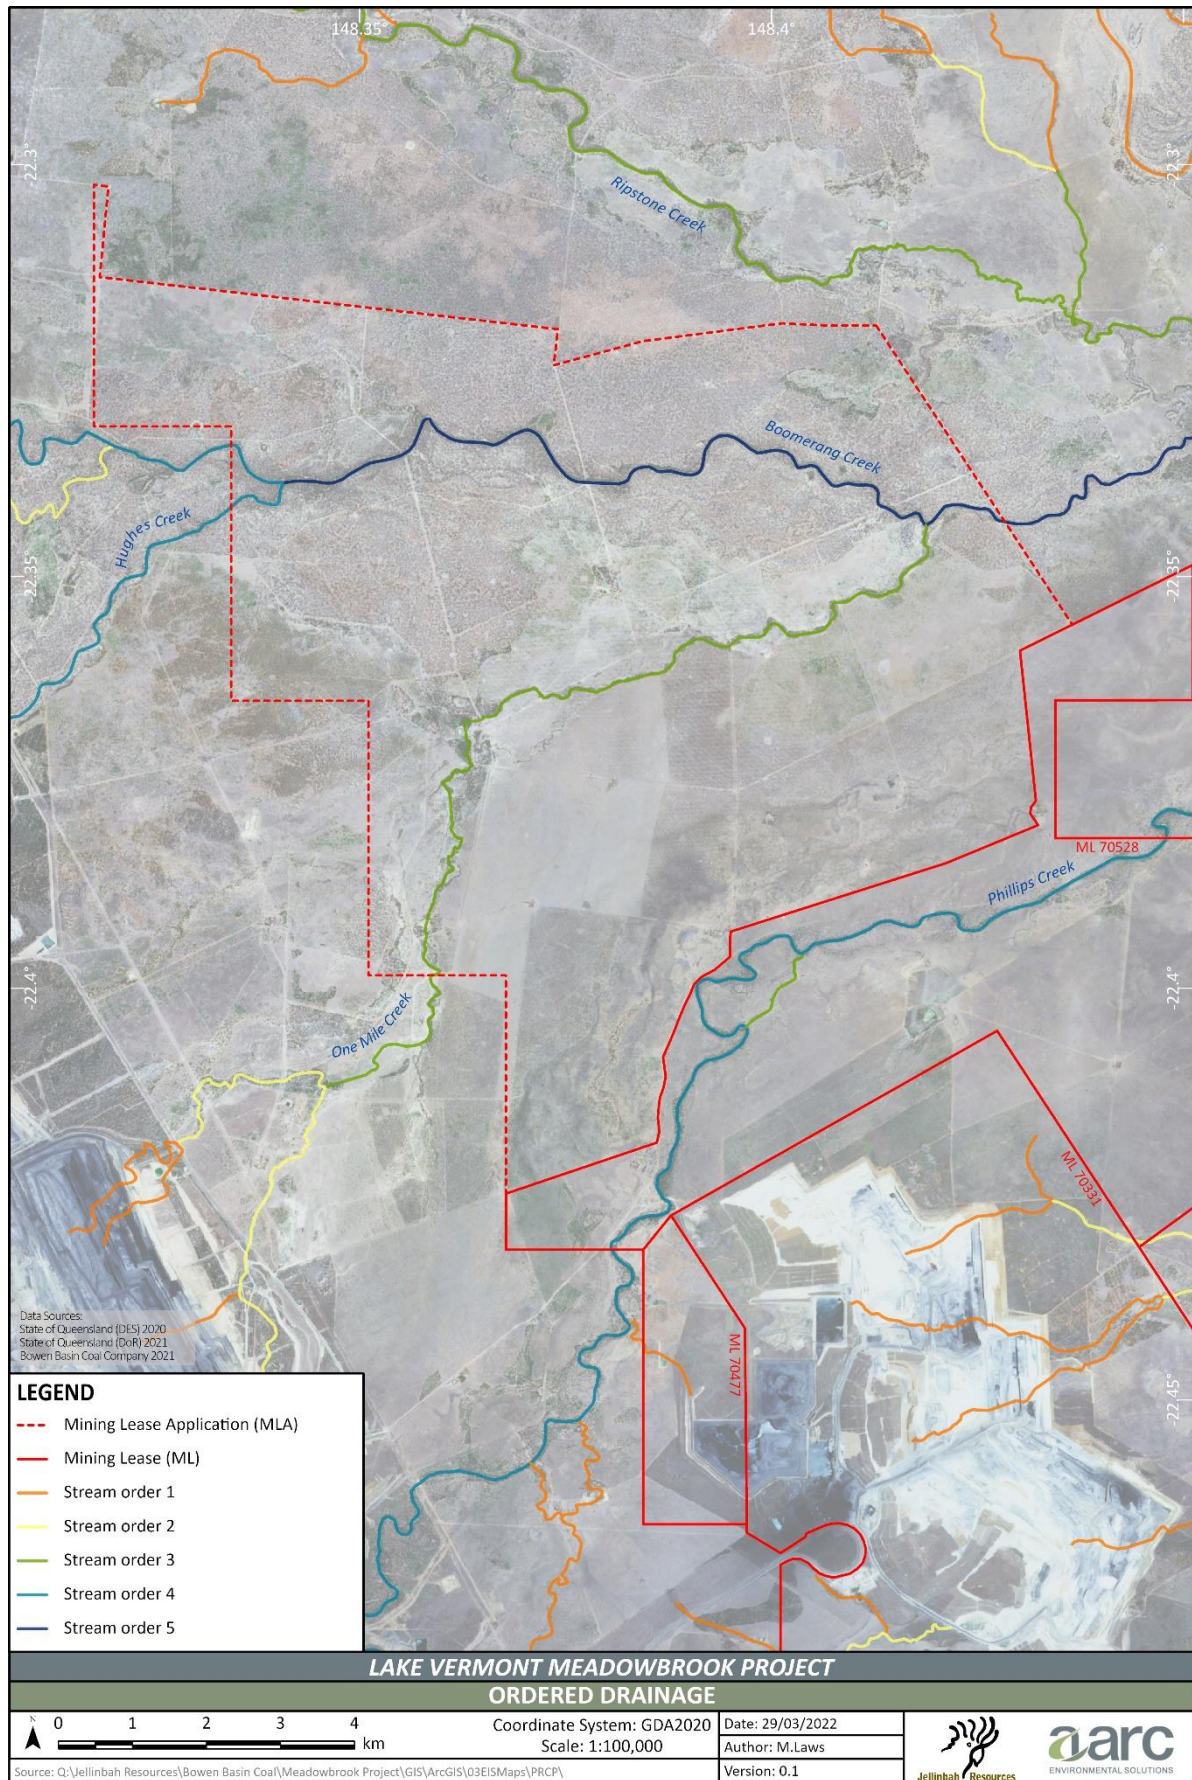 148.35°
148.4°
-22.3°
-22.3°
Ripstone Creek
Boomerang Creek
Hughes Creek
-22.35°
-22.35°
ML 70528
Phillips Creek
-22.4°
-22.4°
One Mile Creek
ML 70331
ML 70477
-22.45°
Data Sources:
State of Queensland (DES) 2020
State of Queensland (DoR) 2021
Bowen Basin Coal Company 2021
LEGEND
Mining Lease Application (MLA)
Mining Lease (ML)
Stream order 1
Stream order 2
Stream order 3
Stream order 4
Stream order 5
LAKE VERMONT MEADOWBROOK PROJECT
ORDERED DRAINAGE
N
0 1 2 3 4
km
Coordinate System: GDA2020
Scale: 1:100,000
Date: 29/03/2022
Author: M.Laws
Version: 0.1
Source: Q:\Jellinbah Resources\Bowen Basin Coal\Meadowbrook Project\GIS\ArcGIS\03EISMaps\PRCP\
Jellinbah Resources
aarc
ENVIRONMENTAL SOLUTIONS